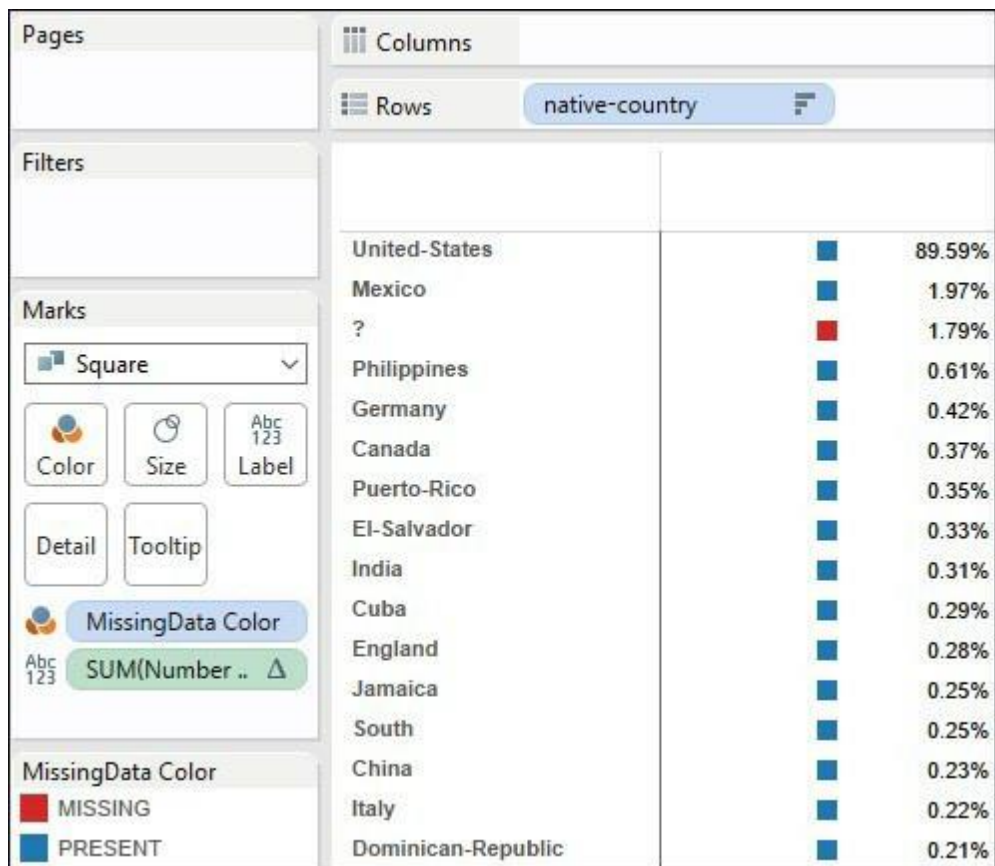 Pages
Columns
Rows native-country
Filters
Marks
Square
Color Size Abc 123 Label
Detail Tooltip
MissingData Color
Abc 123 SUM(Number .. Δ
MissingData Color
MISSING
PRESENT
United-States 89.59%
Mexico 1.97%
? 1.79%
Philippines 0.61%
Germany 0.42%
Canada 0.37%
Puerto-Rico 0.35%
El-Salvador 0.33%
India 0.31%
Cuba 0.29%
England 0.28%
Jamaica 0.25%
South 0.25%
China 0.23%
Italy 0.22%
Dominican-Republic 0.21%